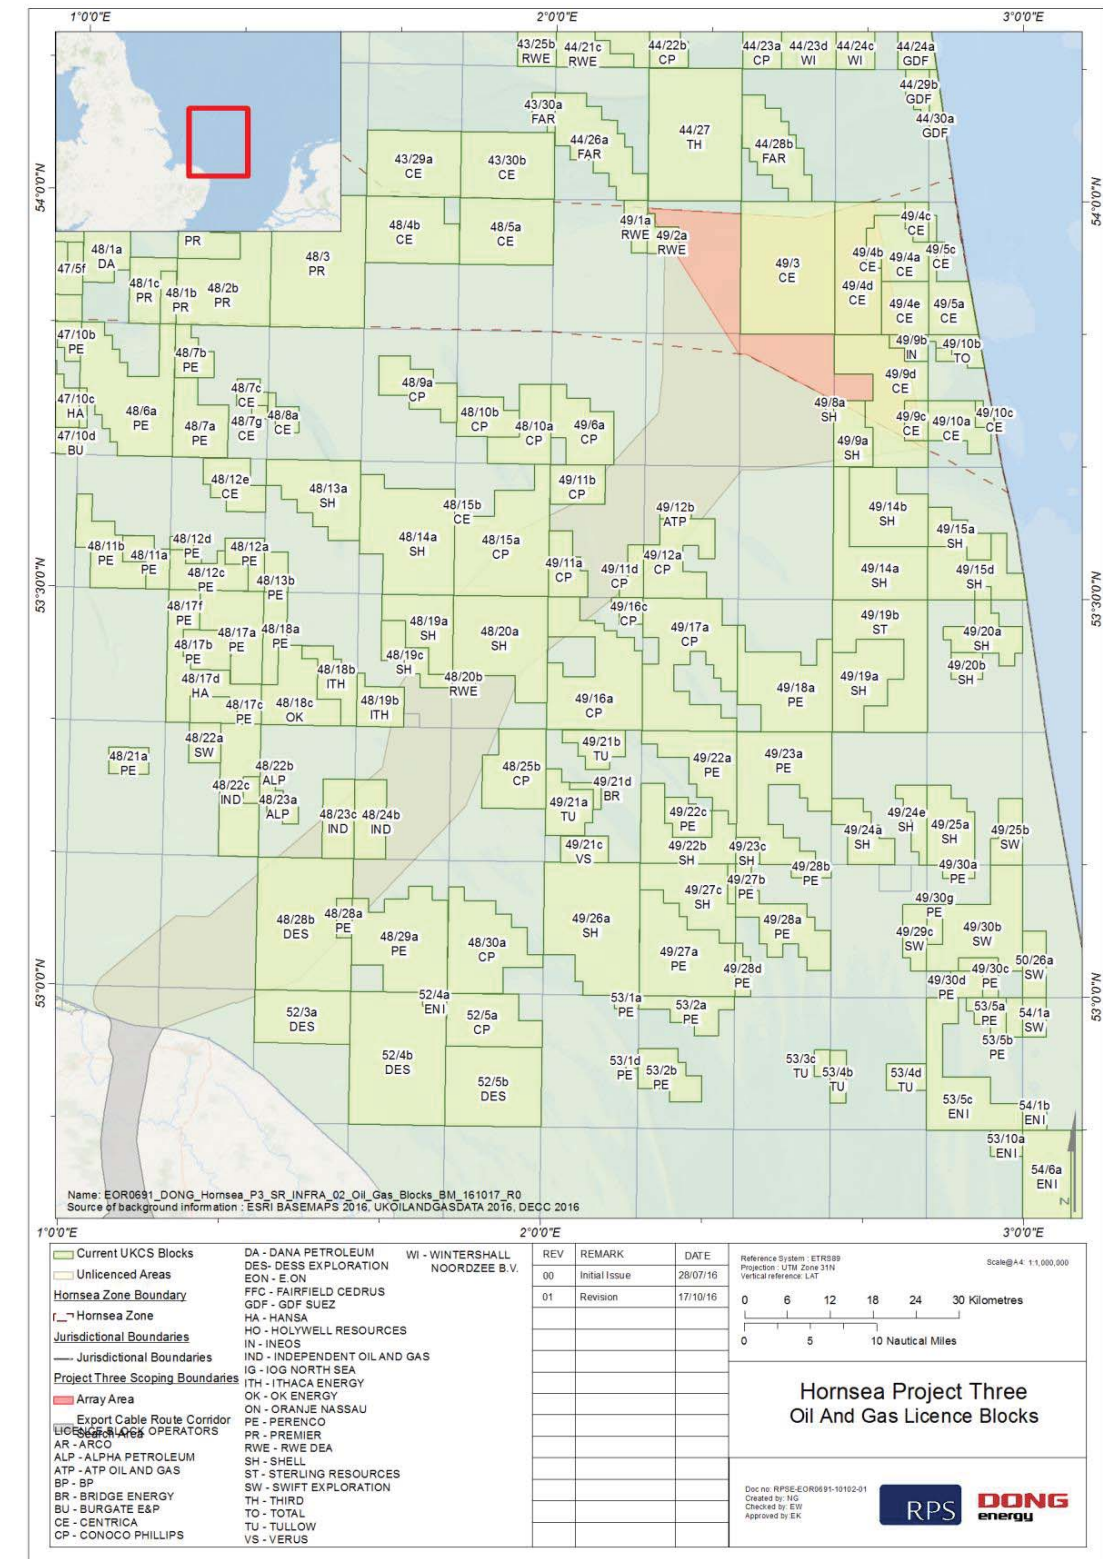 1°0'0"E
2°0'0"E
3°0'0"E
43/25b
RWE
44/21c
RWE
44/22b
CP
44/23a
CP
44/23d
WI
44/24c
WI
44/24a
GDF
44/29b
GDF
44/30a
GDF
43/30a
FAR
44/26a
FAR
44/27
TH
44/28b
FAR
43/29a
CE
43/30b
CE
54°0'0"N
54°0'0"N
48/4b
CE
48/5a
CE
49/1a
RWE
49/2a
RWE
49/3
CE
49/4c
CE
49/4b
CE
49/4a
CE
49/5c
CE
49/4d
CE
49/4e
CE
49/5a
CE
PR
48/1a
DA
47/5f
48/1c
PR
48/1b
PR
48/2b
PR
48/3
PR
47/10b
PE
48/7b
PE
47/10c
HA
47/10d
BU
48/6a
PE
48/7a
PE
48/7c
CE
48/7g
CE
48/8a
CE
48/9a
CP
48/10b
CP
48/10a
CP
49/6a
CP
49/9b
IN
49/10b
TO
49/9d
CE
49/8a
SH
49/9c
CE
49/10a
CE
49/10c
CE
49/9a
SH
48/12e
CE
48/13a
SH
48/15b
CE
49/11b
CP
49/12b
ATP
49/14b
SH
49/15a
SH
48/11b
PE
48/11a
PE
48/12d
PE
48/12a
PE
48/12c
PE
48/13b
PE
48/14a
SH
48/15a
CP
49/11a
CP
49/11d
CP
49/12a
CP
49/14a
SH
49/15d
SH
53°30'0"N
53°30'0"N
48/17f
PE
48/17a
PE
48/18a
PE
48/17b
PE
48/17d
HA
48/17c
PE
48/18b
ITH
48/18c
OK
48/19a
SH
48/19c
SH
48/19b
ITH
48/20a
SH
48/20b
RWE
49/16c
CP
49/17a
CP
49/16a
CP
49/18a
PE
49/19b
ST
49/19a
SH
49/20a
SH
49/20b
SH
48/21a
PE
48/22a
SW
48/22b
ALP
48/22c
IND
48/23a
ALP
48/23c
IND
48/24b
IND
48/25b
CP
49/21b
TU
49/21d
BR
49/21a
TU
49/21c
VS
49/22a
PE
49/22c
PE
49/22b
SH
49/23a
PE
49/23c
SH
49/24a
SH
49/24e
SH
49/25a
SH
49/25b
SW
48/28b
DES
48/28a
PE
48/29a
PE
48/30a
CP
49/26a
SH
49/27c
SH
49/27b
PE
49/27a
PE
49/28b
PE
49/28a
PE
49/28d
PE
49/30a
PE
49/30g
PE
49/29c
SW
49/30b
SW
49/30c
PE
49/30d
PE
50/26a
SW
53°0'0"N
53°0'0"N
52/3a
DES
52/4a
ENI
52/5a
CP
52/4b
DES
52/5b
DES
53/1a
PE
53/2a
PE
53/1d
PE
53/2b
PE
53/3c
TU
53/4b
TU
53/4d
TU
53/5a
PE
53/5b
PE
53/5c
ENI
54/1a
SW
54/1b
ENI
53/10a
ENI
54/6a
ENI
Z
Name: EOR0691_DONG_Hornsea_P3_SR_INFRA_02_Oil_Gas_Blocks_BM_161017_R0
Source of background information : ESRI BASEMAPS 2016, UKOILANDGASDATA 2016, DECC 2016
1°0'0"E
2°0'0"E
3°0'0"E
Current UKCS Blocks
Unlicenced Areas
Hornsea Zone Boundary
Hornsea Zone
Jurisdictional Boundaries
Jurisdictional Boundaries
Project Three Scoping Boundaries
Array Area
Export Cable Route Corridor
Search Area
LICENCE BLOCK OPERATORS
AR - ARCO
ALP - ALPHA PETROLEUM
ATP - ATP OIL AND GAS
BP - BP
BR - BRIDGE ENERGY
BU - BURGATE E&P
CE - CENTRICA
CP - CONOCO PHILLIPS
DA - DANA PETROLEUM
DES- DESS EXPLORATION
EON - E.ON
FFC - FAIRFIELD CEDRUS
GDF - GDF SUEZ
HA - HANSA
HO - HOLYWELL RESOURCES
IN - INEOS
IND - INDEPENDENT OIL AND GAS
IG - IOG NORTH SEA
ITH - ITHACA ENERGY
OK - OK ENERGY
ON - ORANJE NASSAU
PE - PERENCO
PR - PREMIER
RWE - RWE DEA
SH - SHELL
ST - STERLING RESOURCES
SW - SWIFT EXPLORATION
TH - THIRD
TO - TOTAL
TU - TULLOW
VS - VERUS
WI - WINTERSHALL
NOORDZEE B.V.
REV REMARK DATE
00 Initial Issue 28/07/16
01 Revision 17/10/16
Reference System : ETRS89
Projection : UTM Zone 31N
Vertical reference: LAT
Scale@A4: 1:1,000,000
0 6 12 18 24 30 Kilometres
0 5 10 Nautical Miles
Hornsea Project Three
Oil And Gas Licence Blocks
Doc no: RPSE-EOR0691-10102-01
Created by: NG
Checked by: EW
Approved by: EK
RPS
DONG
energy